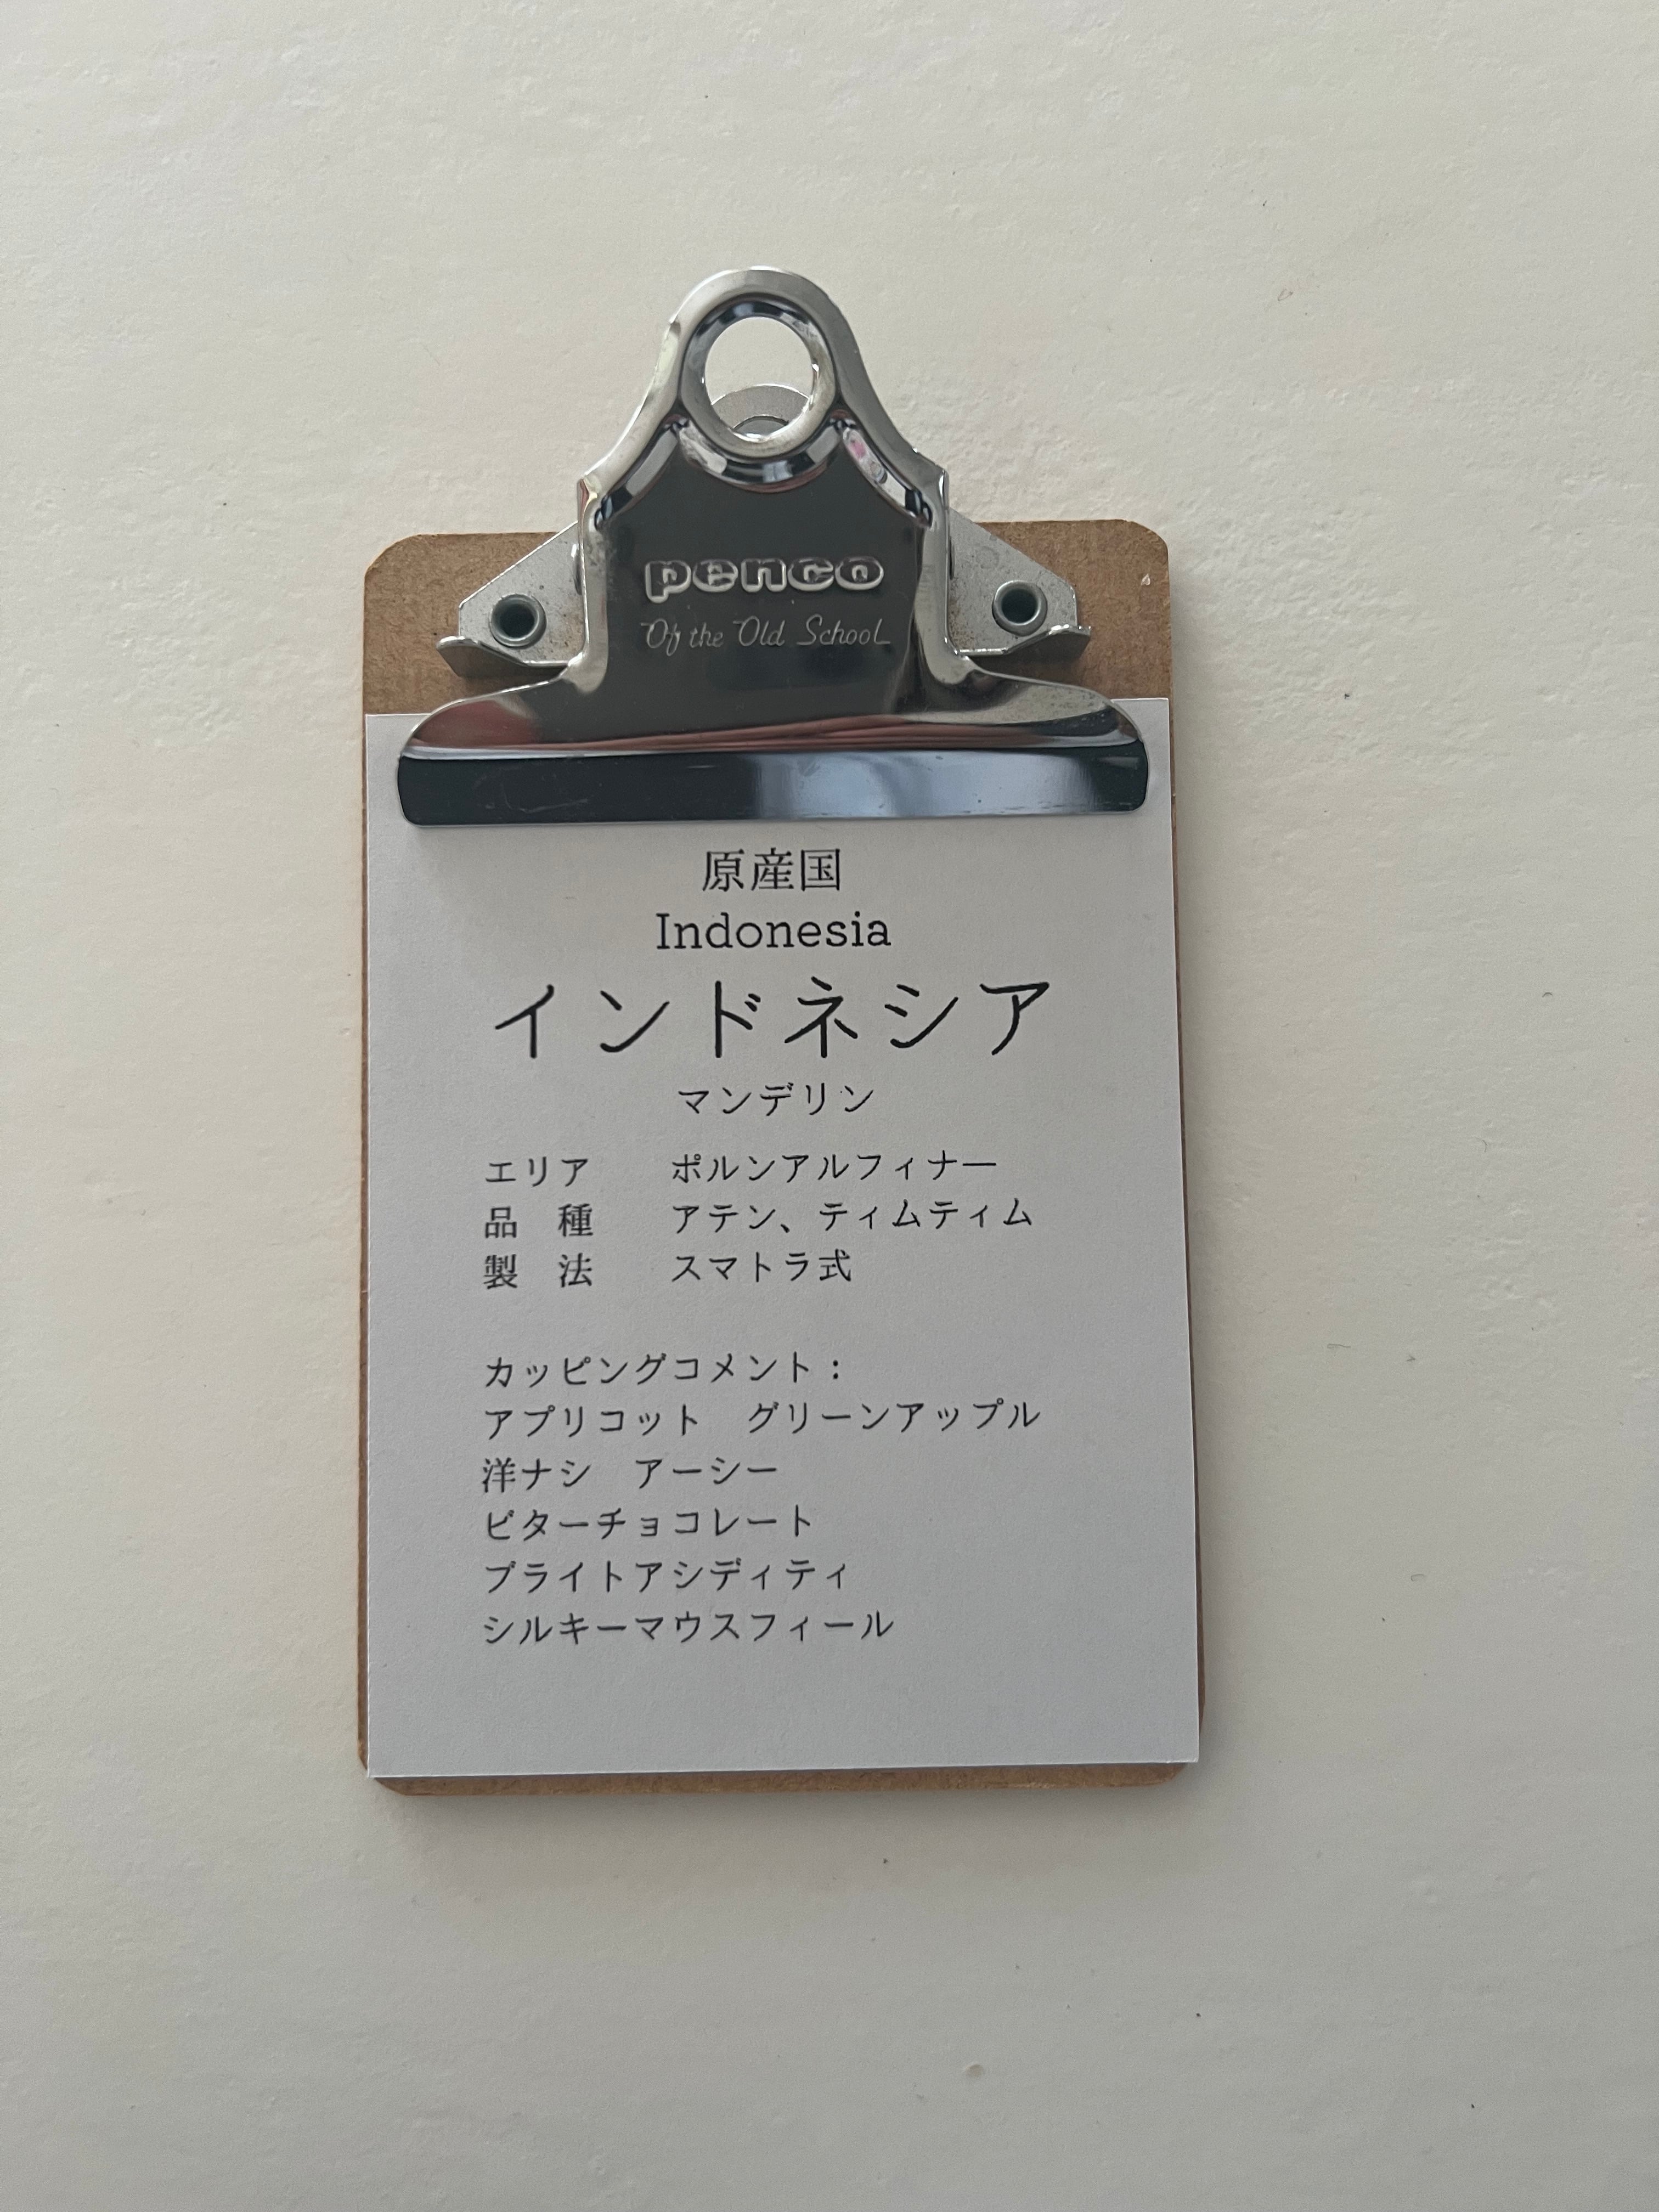 penco
Of the Old School
原産国
Indonesia
インドネシア
マンデリン
エリア　ポルンアルフィナー
品　種　アテン、ティムティム
製　法　スマトラ式
カッピングコメント：
アプリコット　グリーンアップル
洋ナシ　アーシー
ビターチョコレート
ブライトアシディティ
シルキーマウスフィール